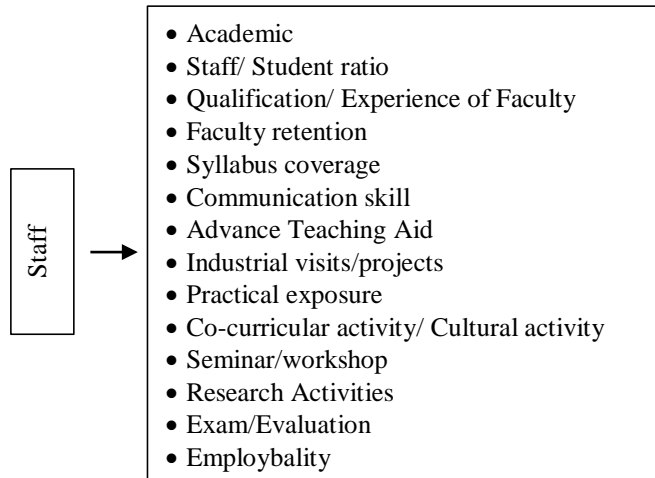 Staff
• Academic
• Staff/ Student ratio
• Qualification/ Experience of Faculty
• Faculty retention
• Syllabus coverage
• Communication skill
• Advance Teaching Aid
• Industrial visits/projects
• Practical exposure
• Co-curricular activity/ Cultural activity
• Seminar/workshop
• Research Activities
• Exam/Evaluation
• Employbality